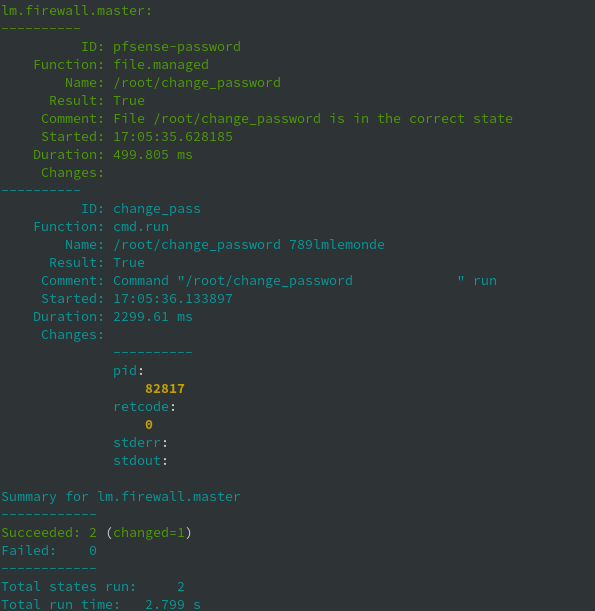 lm.firewall.master:
----------
ID: pfsense-password
Function: file.managed
Name: /root/change_password
Result: True
Comment: File /root/change_password is in the correct state
Started: 17:05:35.628185
Duration: 499.805 ms
Changes:
----------
ID: change_pass
Function: cmd.run
Name: /root/change_password 789lmlemonde
Result: True
Comment: Command "/root/change_password             " run
Started: 17:05:36.133897
Duration: 2299.61 ms
Changes:
----------
pid:
82817
retcode:
0
stderr:
stdout:
Summary for lm.firewall.master
------------
Succeeded: 2 (changed=1)
Failed:    0
------------
Total states run:     2
Total run time:   2.799 s